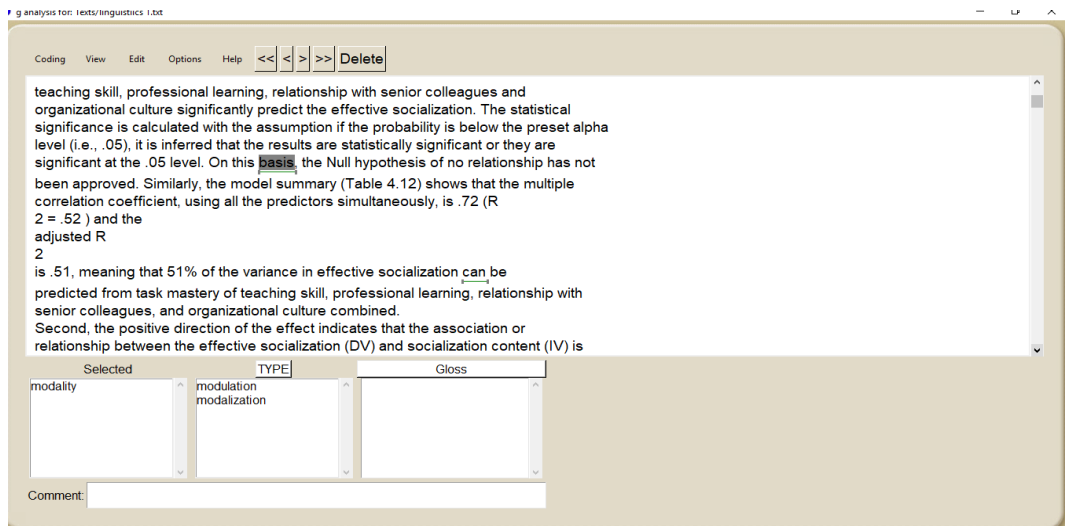 g analysis for: Texts/linguistiics 1.txt
Coding View Edit Options Help << < > >> Delete
teaching skill, professional learning, relationship with senior colleagues and
organizational culture significantly predict the effective socialization. The statistical
significance is calculated with the assumption if the probability is below the preset alpha
level (i.e., .05), it is inferred that the results are statistically significant or they are
significant at the .05 level. On this basis, the Null hypothesis of no relationship has not
been approved. Similarly, the model summary (Table 4.12) shows that the multiple
correlation coefficient, using all the predictors simultaneously, is .72 (R
2 = .52 ) and the
adjusted R
2
is .51, meaning that 51% of the variance in effective socialization can be
predicted from task mastery of teaching skill, professional learning, relationship with
senior colleagues, and organizational culture combined.
Second, the positive direction of the effect indicates that the association or
relationship between the effective socialization (DV) and socialization content (IV) is
Selected TYPE Gloss
modality modulation
modalization
Comment: